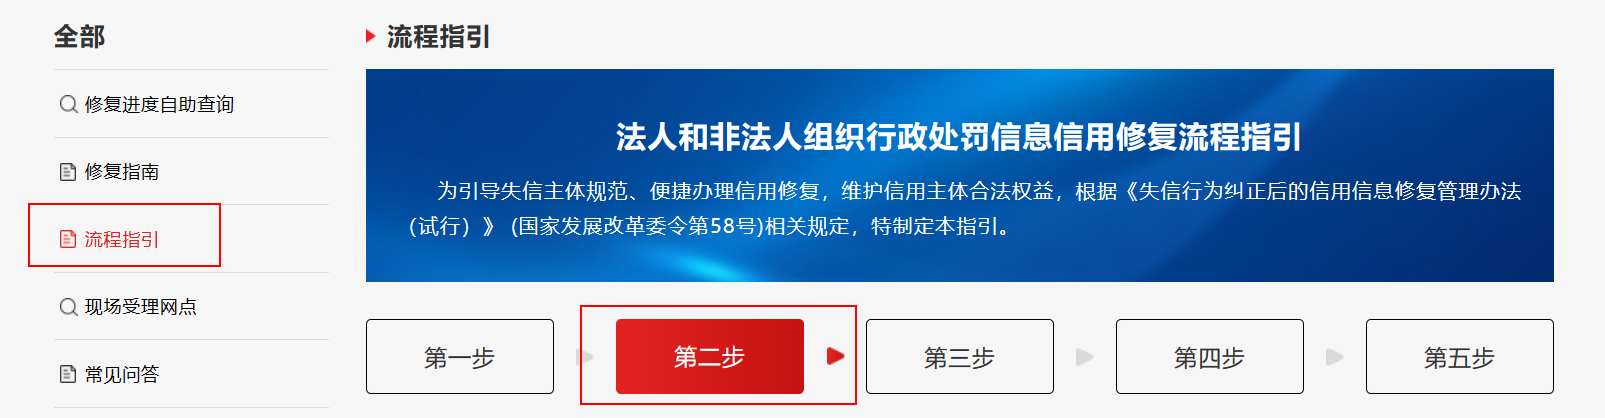 全部
修复进度自助查询
修复指南
流程指引
现场受理网点
常见问答
流程指引
法人和非法人组织行政处罚信息信用修复流程指引
为引导失信主体规范、便捷办理信用修复，维护信用主体合法权益，根据《失信行为纠正后的信用信息修复管理办法
（试行）》 (国家发展改革委令第58号)相关规定，特制定本指引。
第一步
第二步
第三步
第四步
第五步